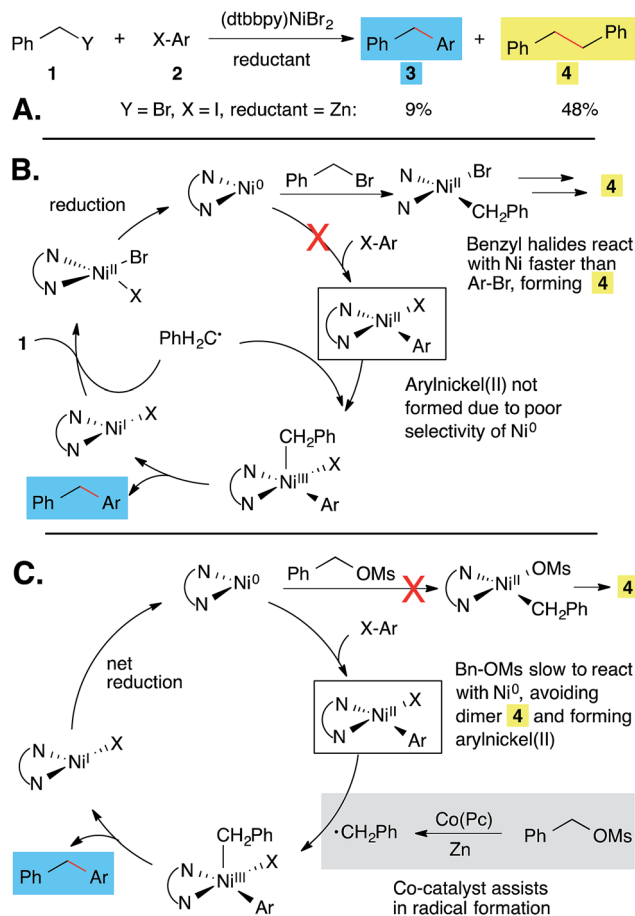 (dtbbpy)NiBr2
Ph Y + X-Ar reductant Ph Ar + Ph Ph
1 2 3 4
A. Y = Br, X = I, reductant = Zn: 9% 48%
B.
N N Ni0 Ph Br N N NiII Br CH2Ph 4
reduction
X X-Ar
Benzyl halides react
with Ni faster than
Ar-Br, forming 4
N N NiII Br X
N N NiII X Ar
1 PhH2C•
Arylnickel(II) not
formed due to poor
selectivity of Ni0
N N NiI X
CH2Ph
N N NiIII X Ar
Ph Ar
C.
N N Ni0 Ph OMs X N N NiII OMs CH2Ph 4
X-Ar
net
reduction
Bn-OMs slow to react
with Ni0, avoiding
dimer 4 and forming
arylnickel(II)
N N NiII X Ar
N N NiI X
•CH2Ph Co(Pc) Zn Ph OMs
CH2Ph
N N NiIII X Ar
Ph Ar
Co-catalyst assists
in radical formation